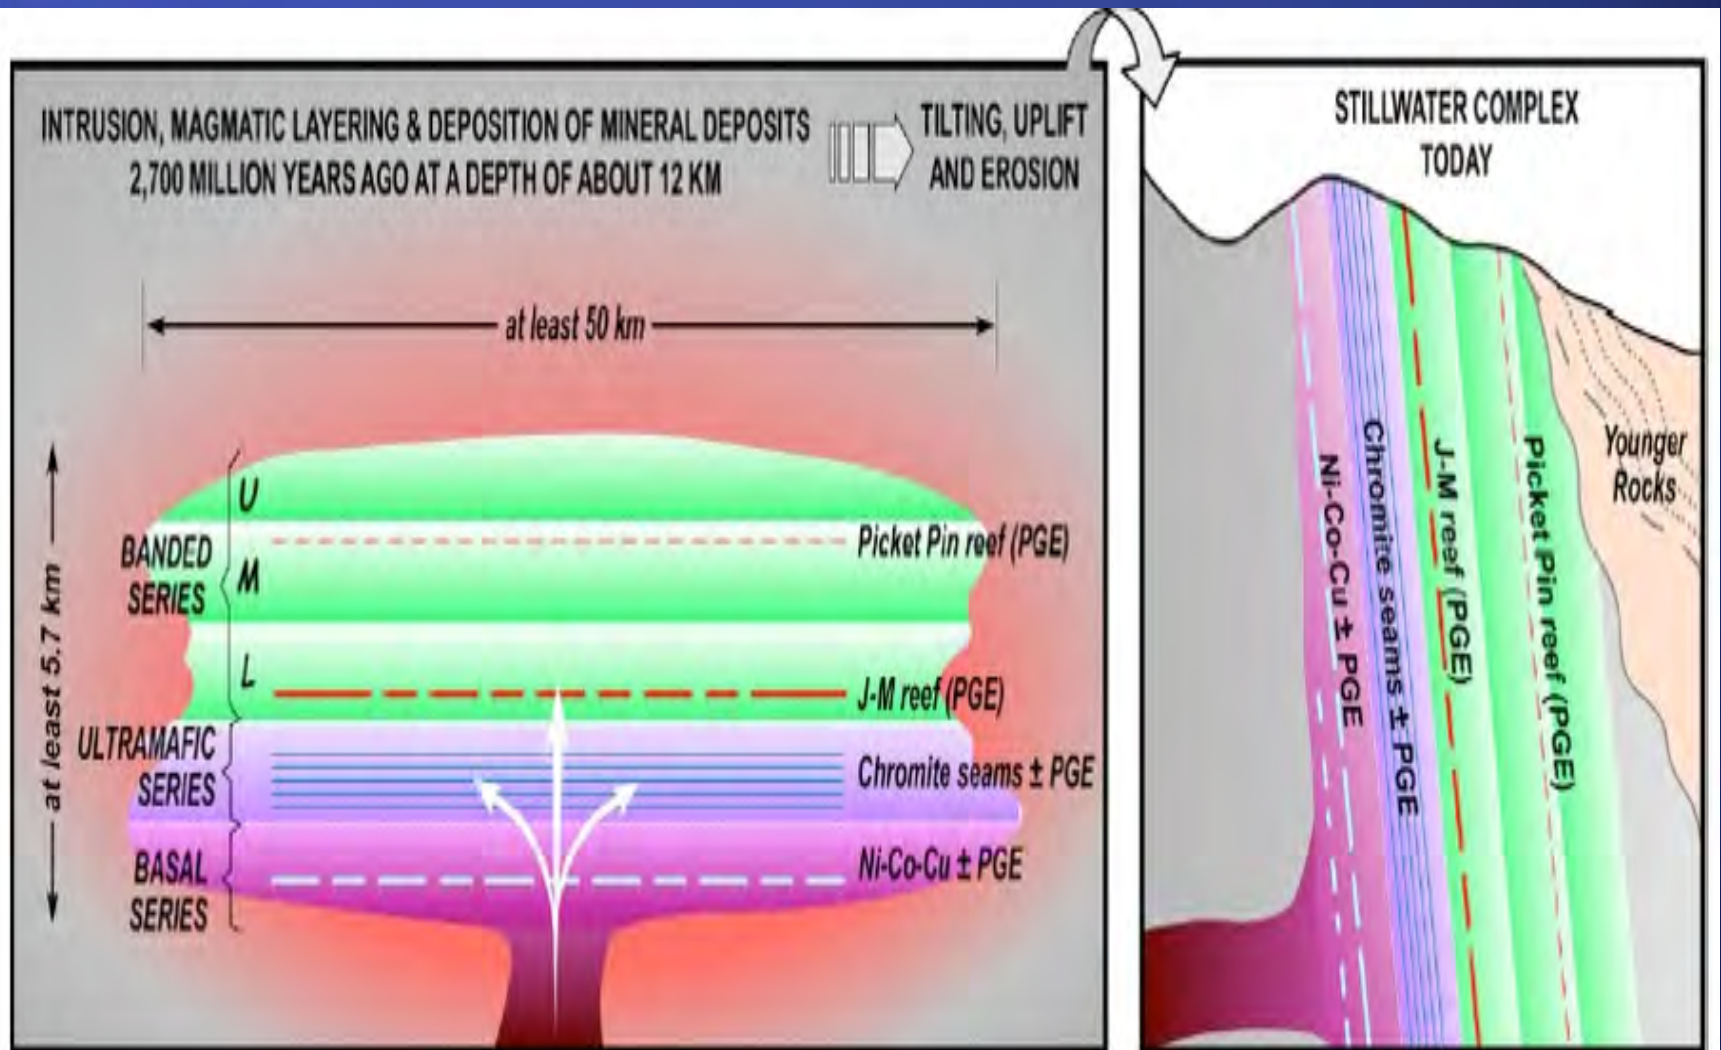 INTRUSION, MAGMATIC LAYERING & DEPOSITION OF MINERAL DEPOSITS
2,700 MILLION YEARS AGO AT A DEPTH OF ABOUT 12 KM
TILTING, UPLIFT
AND EROSION
at least 50 km
at least 5.7 km
BANDED
SERIES
U
M
L
Picket Pin reef (PGE)
J-M reef (PGE)
ULTRAMAFIC
SERIES
Chromite seams ± PGE
BASAL
SERIES
Ni-Co-Cu ± PGE
STILLWATER COMPLEX
TODAY
Ni-Co-Cu ± PGE
Chromite seams ± PGE
J-M reef (PGE)
Picket Pin reef (PGE)
Younger
Rocks